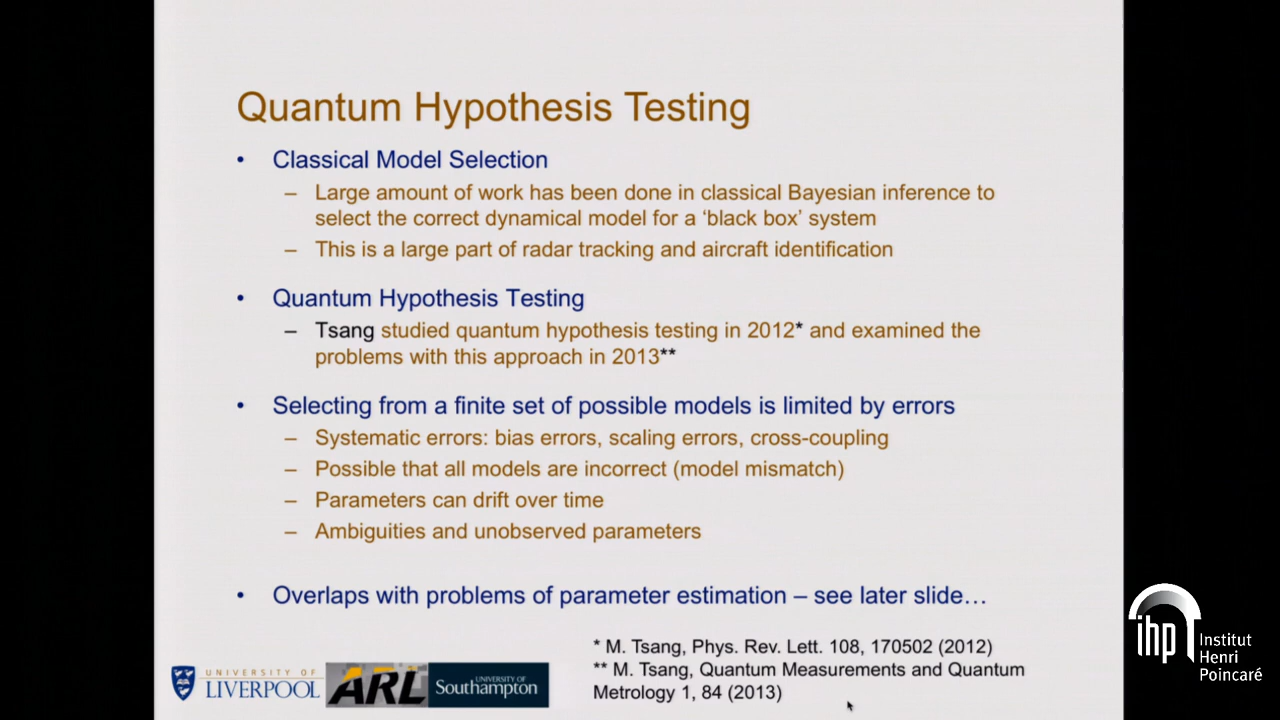 Quantum Hypothesis Testing
• Classical Model Selection
– Large amount of work has been done in classical Bayesian inference to
select the correct dynamical model for a ‘black box’ system
– This is a large part of radar tracking and aircraft identification
• Quantum Hypothesis Testing
– Tsang studied quantum hypothesis testing in 2012* and examined the
problems with this approach in 2013**
• Selecting from a finite set of possible models is limited by errors
– Systematic errors: bias errors, scaling errors, cross-coupling
– Possible that all models are incorrect (model mismatch)
– Parameters can drift over time
– Ambiguities and unobserved parameters
• Overlaps with problems of parameter estimation – see later slide…
* M. Tsang, Phys. Rev. Lett. 108, 170502 (2012)
** M. Tsang, Quantum Measurements and Quantum
Metrology 1, 84 (2013)
UNIVERSITY OF
LIVERPOOL
ARL
UNIVERSITY OF
Southampton
ihp
Institut
Henri
Poincaré